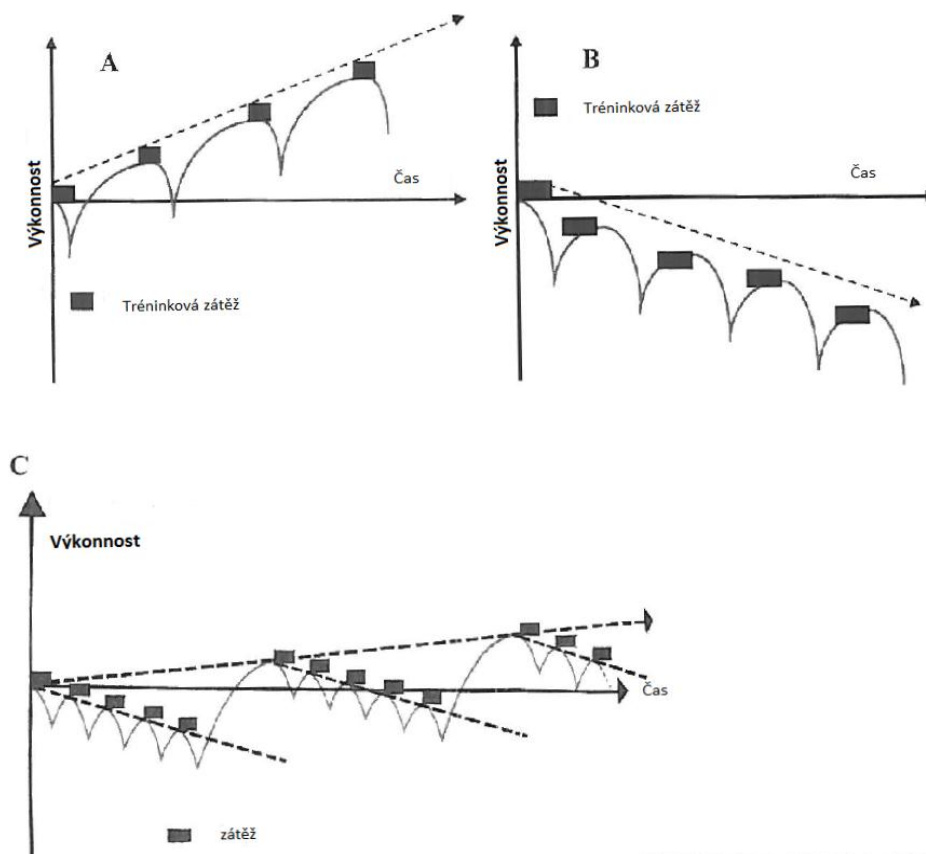 A
Výkonnost
Čas
Tréninková zátěž
B
Tréninková zátěž
Výkonnost
Čas
C
Výkonnost
Čas
zátěž